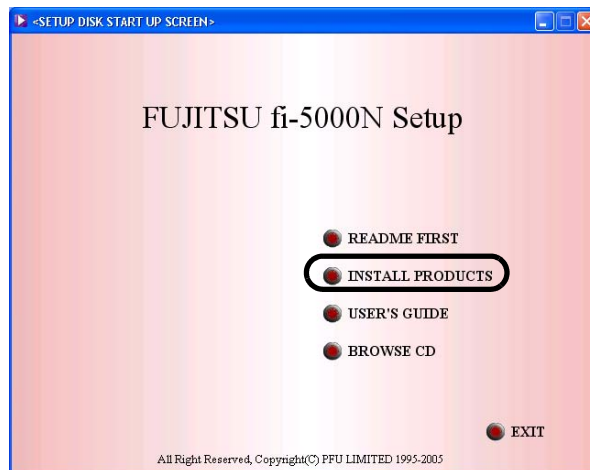 <SETUP DISK START UP SCREEN>
FUJITSU fi-5000N Setup
README FIRST
INSTALL PRODUCTS
USER'S GUIDE
BROWSE CD
EXIT
All Right Reserved, Copyright(C) PFU LIMITED 1995-2005